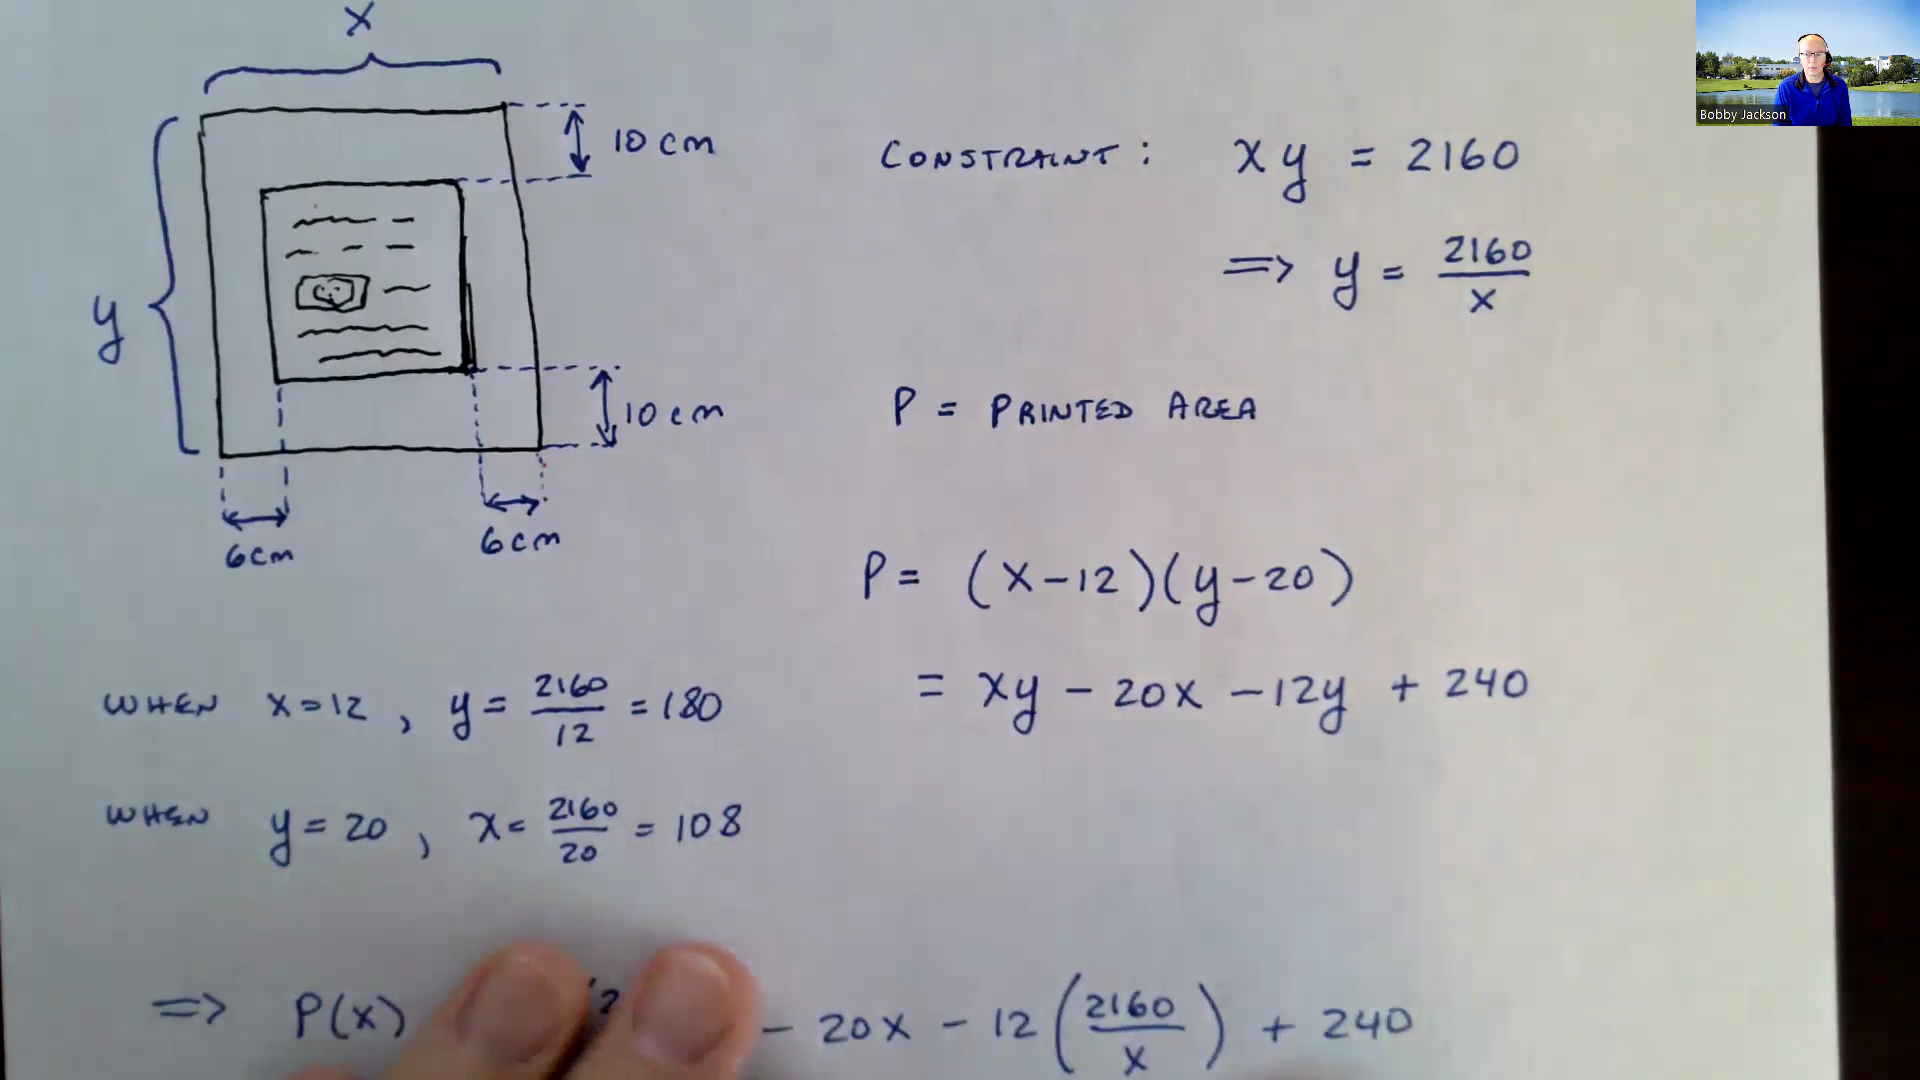 x
10 cm
y
10 cm
6cm
6cm
CONSTRAINT: xy = 2160
=> y = 2160/x
P = PRINTED AREA
P = (x-12)(y-20)
= xy - 20x - 12y + 240
WHEN x=12, y = 2160/12 = 180
WHEN y = 20, x = 2160/20 = 108
=> P(x) - 20x - 12(2160/x) + 240
Bobby Jackson